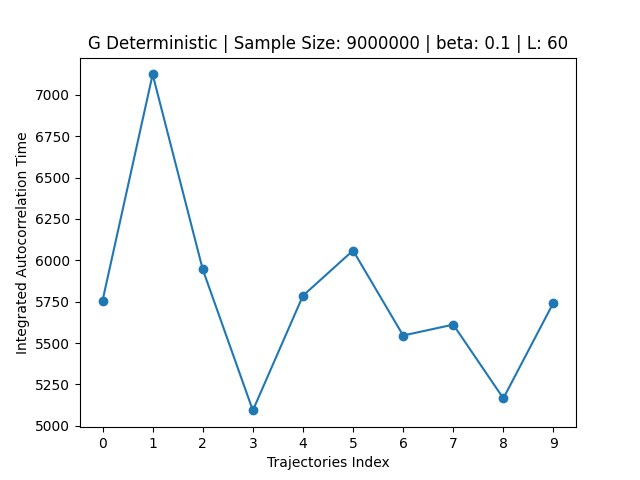 G Deterministic | Sample Size: 9000000 | beta: 0.1 | L: 60
Integrated Autocorrelation Time
7000
6750
6500
6250
6000
5750
5500
5250
5000
0 1 2 3 4 5 6 7 8 9
Trajectories Index